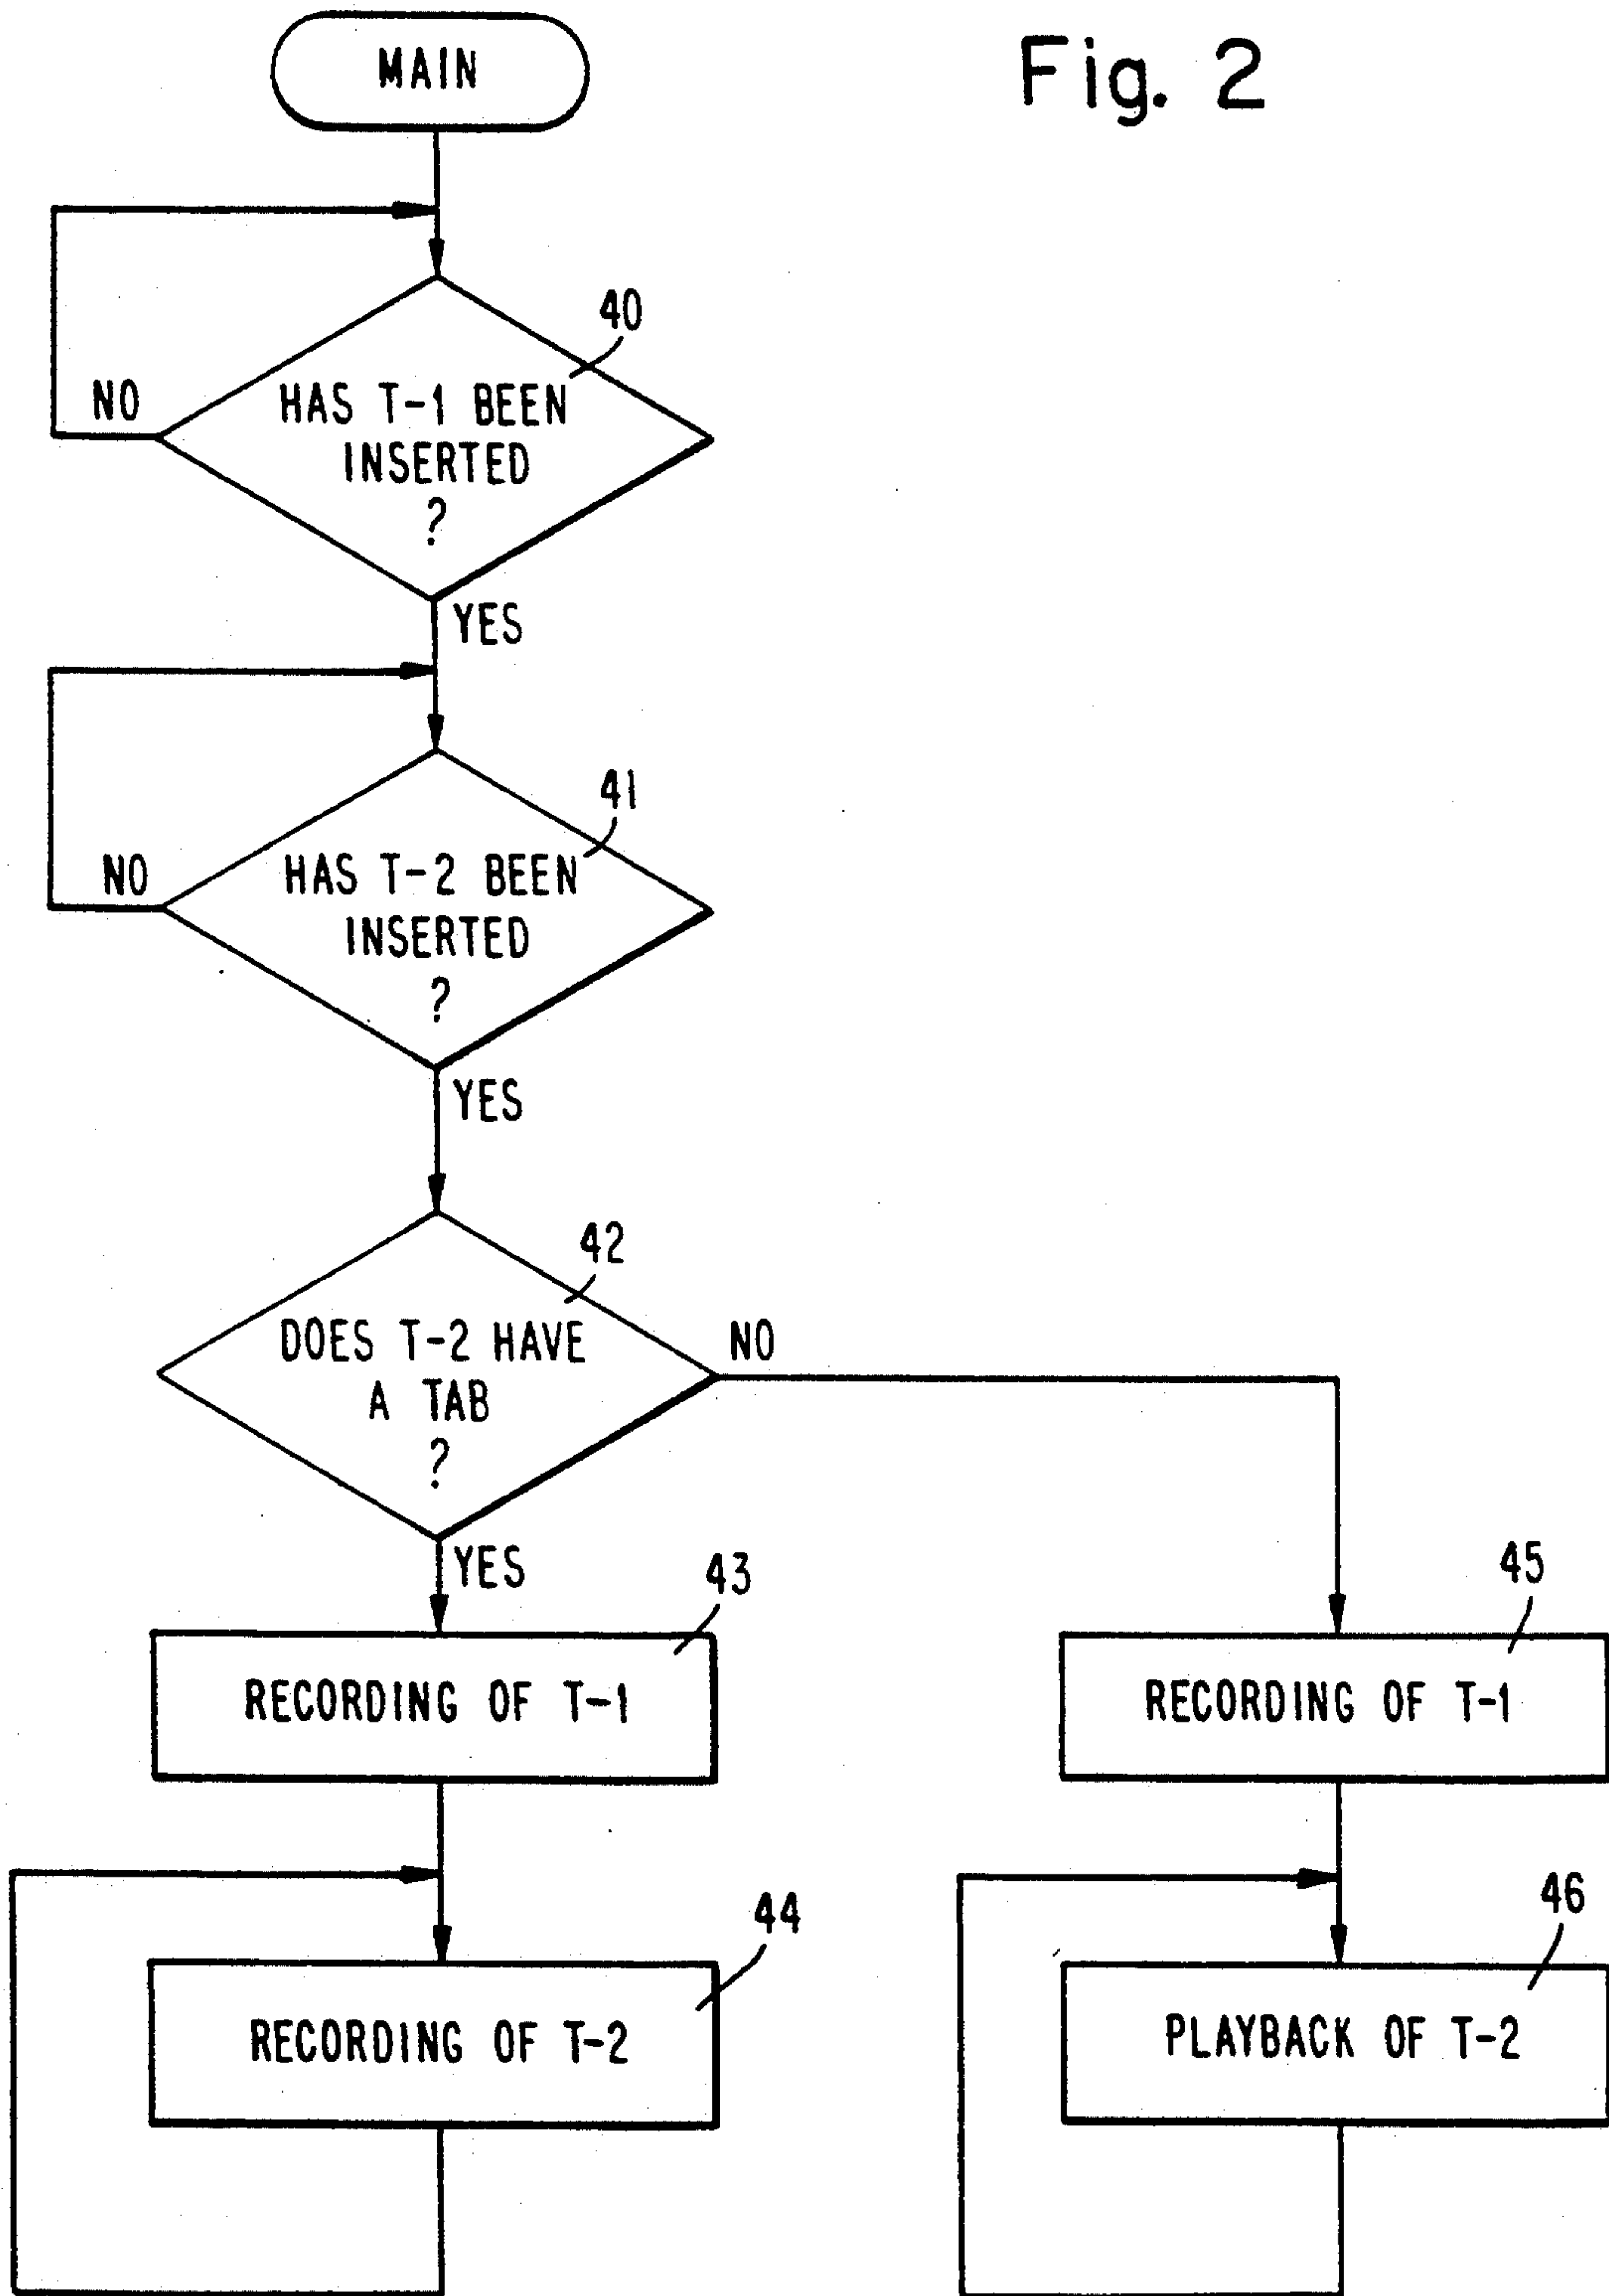 Fig. 2
MAIN
40
HAS T-1 BEEN
INSERTED
?
NO
YES
41
HAS T-2 BEEN
INSERTED
?
NO
YES
42
DOES T-2 HAVE
A TAB
?
NO
YES
43
RECORDING OF T-1
44
RECORDING OF T-2
45
RECORDING OF T-1
46
PLAYBACK OF T-2